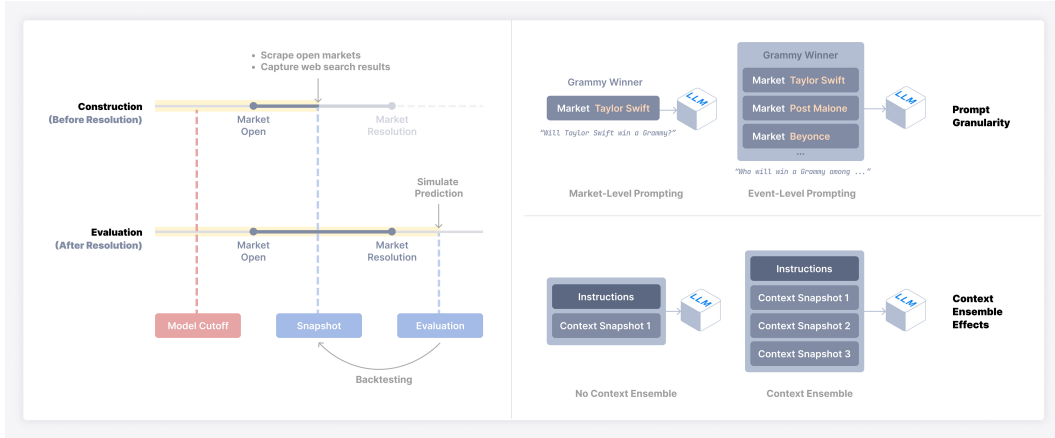 • Scrape open markets
• Capture web search results
Construction
(Before Resolution)
Market
Open
Market
Resolution
Simulate
Prediction
Evaluation
(After Resolution)
Market
Open
Market
Resolution
Model Cutoff
Snapshot
Evaluation
Backtesting
Grammy Winner
Market Taylor Swift
LLM
“Will Taylor Swift win a Grammy?”
Market-Level Prompting
Grammy Winner
Market Taylor Swift
Market Post Malone
Market Beyonce
...
LLM
“Who will win a Grammy among ...”
Event-Level Prompting
Prompt
Granularity
Instructions
Context Snapshot 1
LLM
No Context Ensemble
Instructions
Context Snapshot 1
Context Snapshot 2
Context Snapshot 3
LLM
Context Ensemble
Context
Ensemble
Effects